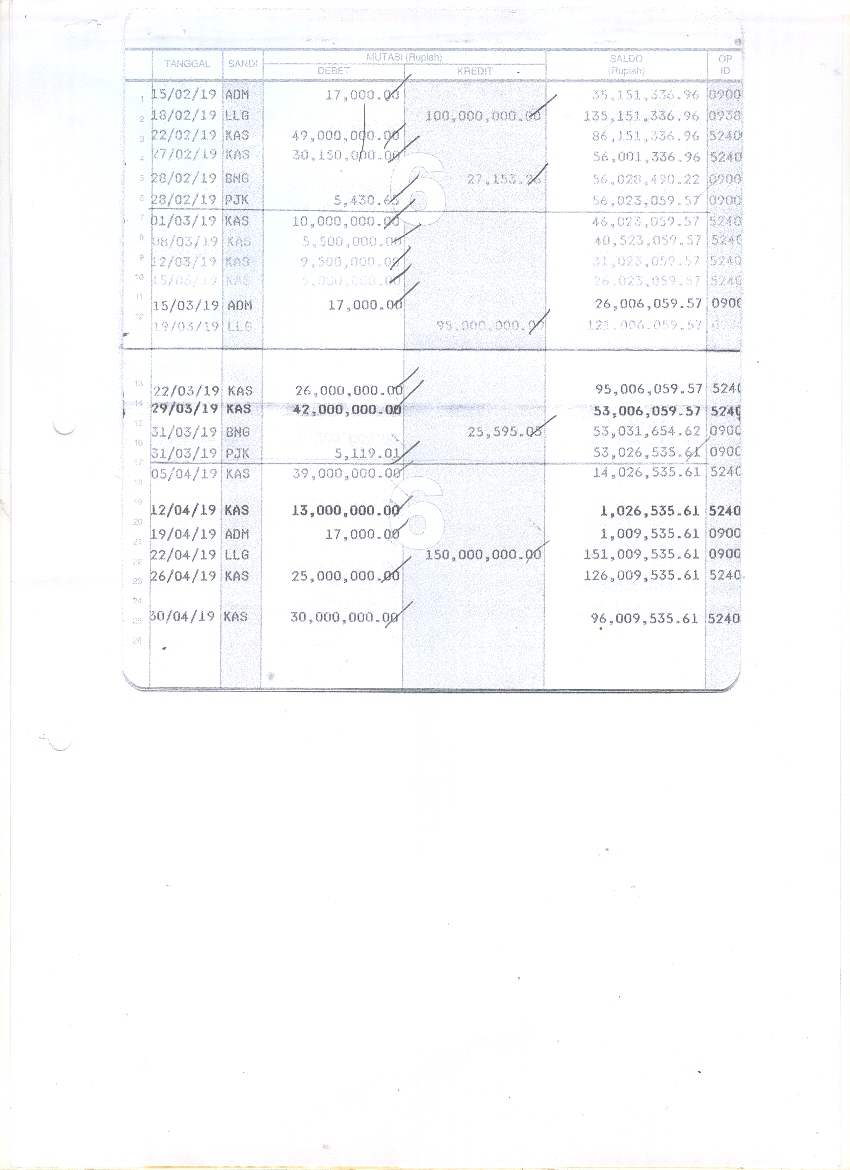 MUTASI (Rupiah)
TANGGAL SANDI DEBET KREDIT SALDO (Rupiah) OP ID
1 15/02/19 ADM 17,000.00 35,151,336.96 0900
2 18/02/19 LLG 100,000,000.00 135,151,336.96 0938
3 22/02/19 KAS 49,000,000.00 86,151,336.96 5240
4 27/02/19 KAS 30,150,000.00 56,001,336.96 5240
5 28/02/19 BNG 27,153.26 56,028,490.22 0900
6 28/02/19 PJK 5,430.65 56,023,059.57 0900
7 01/03/19 KAS 10,000,000.00 46,023,059.57 5240
8 08/03/19 KAS 5,500,000.00 40,523,059.57 5240
9 12/03/19 KAS 9,500,000.00 31,023,059.57 5240
10 15/03/19 KAS 5,000,000.00 26,023,059.57 5240
11 15/03/19 ADM 17,000.00 26,006,059.57 0900
12 19/03/19 LLG 95,000,000.00 121,006,059.57
13 22/03/19 KAS 26,000,000.00 95,006,059.57 5240
14 29/03/19 KAS 42,000,000.00 53,006,059.57 5240
15 31/03/19 BNG 25,595.05 53,031,654.62 0900
16 31/03/19 PJK 5,119.01 53,026,535.61 0900
17 05/04/19 KAS 39,000,000.00 14,026,535.61 5240
18
19 12/04/19 KAS 13,000,000.00 1,026,535.61 5240
20 19/04/19 ADM 17,000.00 1,009,535.61 0900
21 22/04/19 LLG 150,000,000.00 151,009,535.61 0900
22 26/04/19 KAS 25,000,000.00 126,009,535.61 5240
23
24
25 30/04/19 KAS 30,000,000.00 96,009,535.61 5240
26
6
6